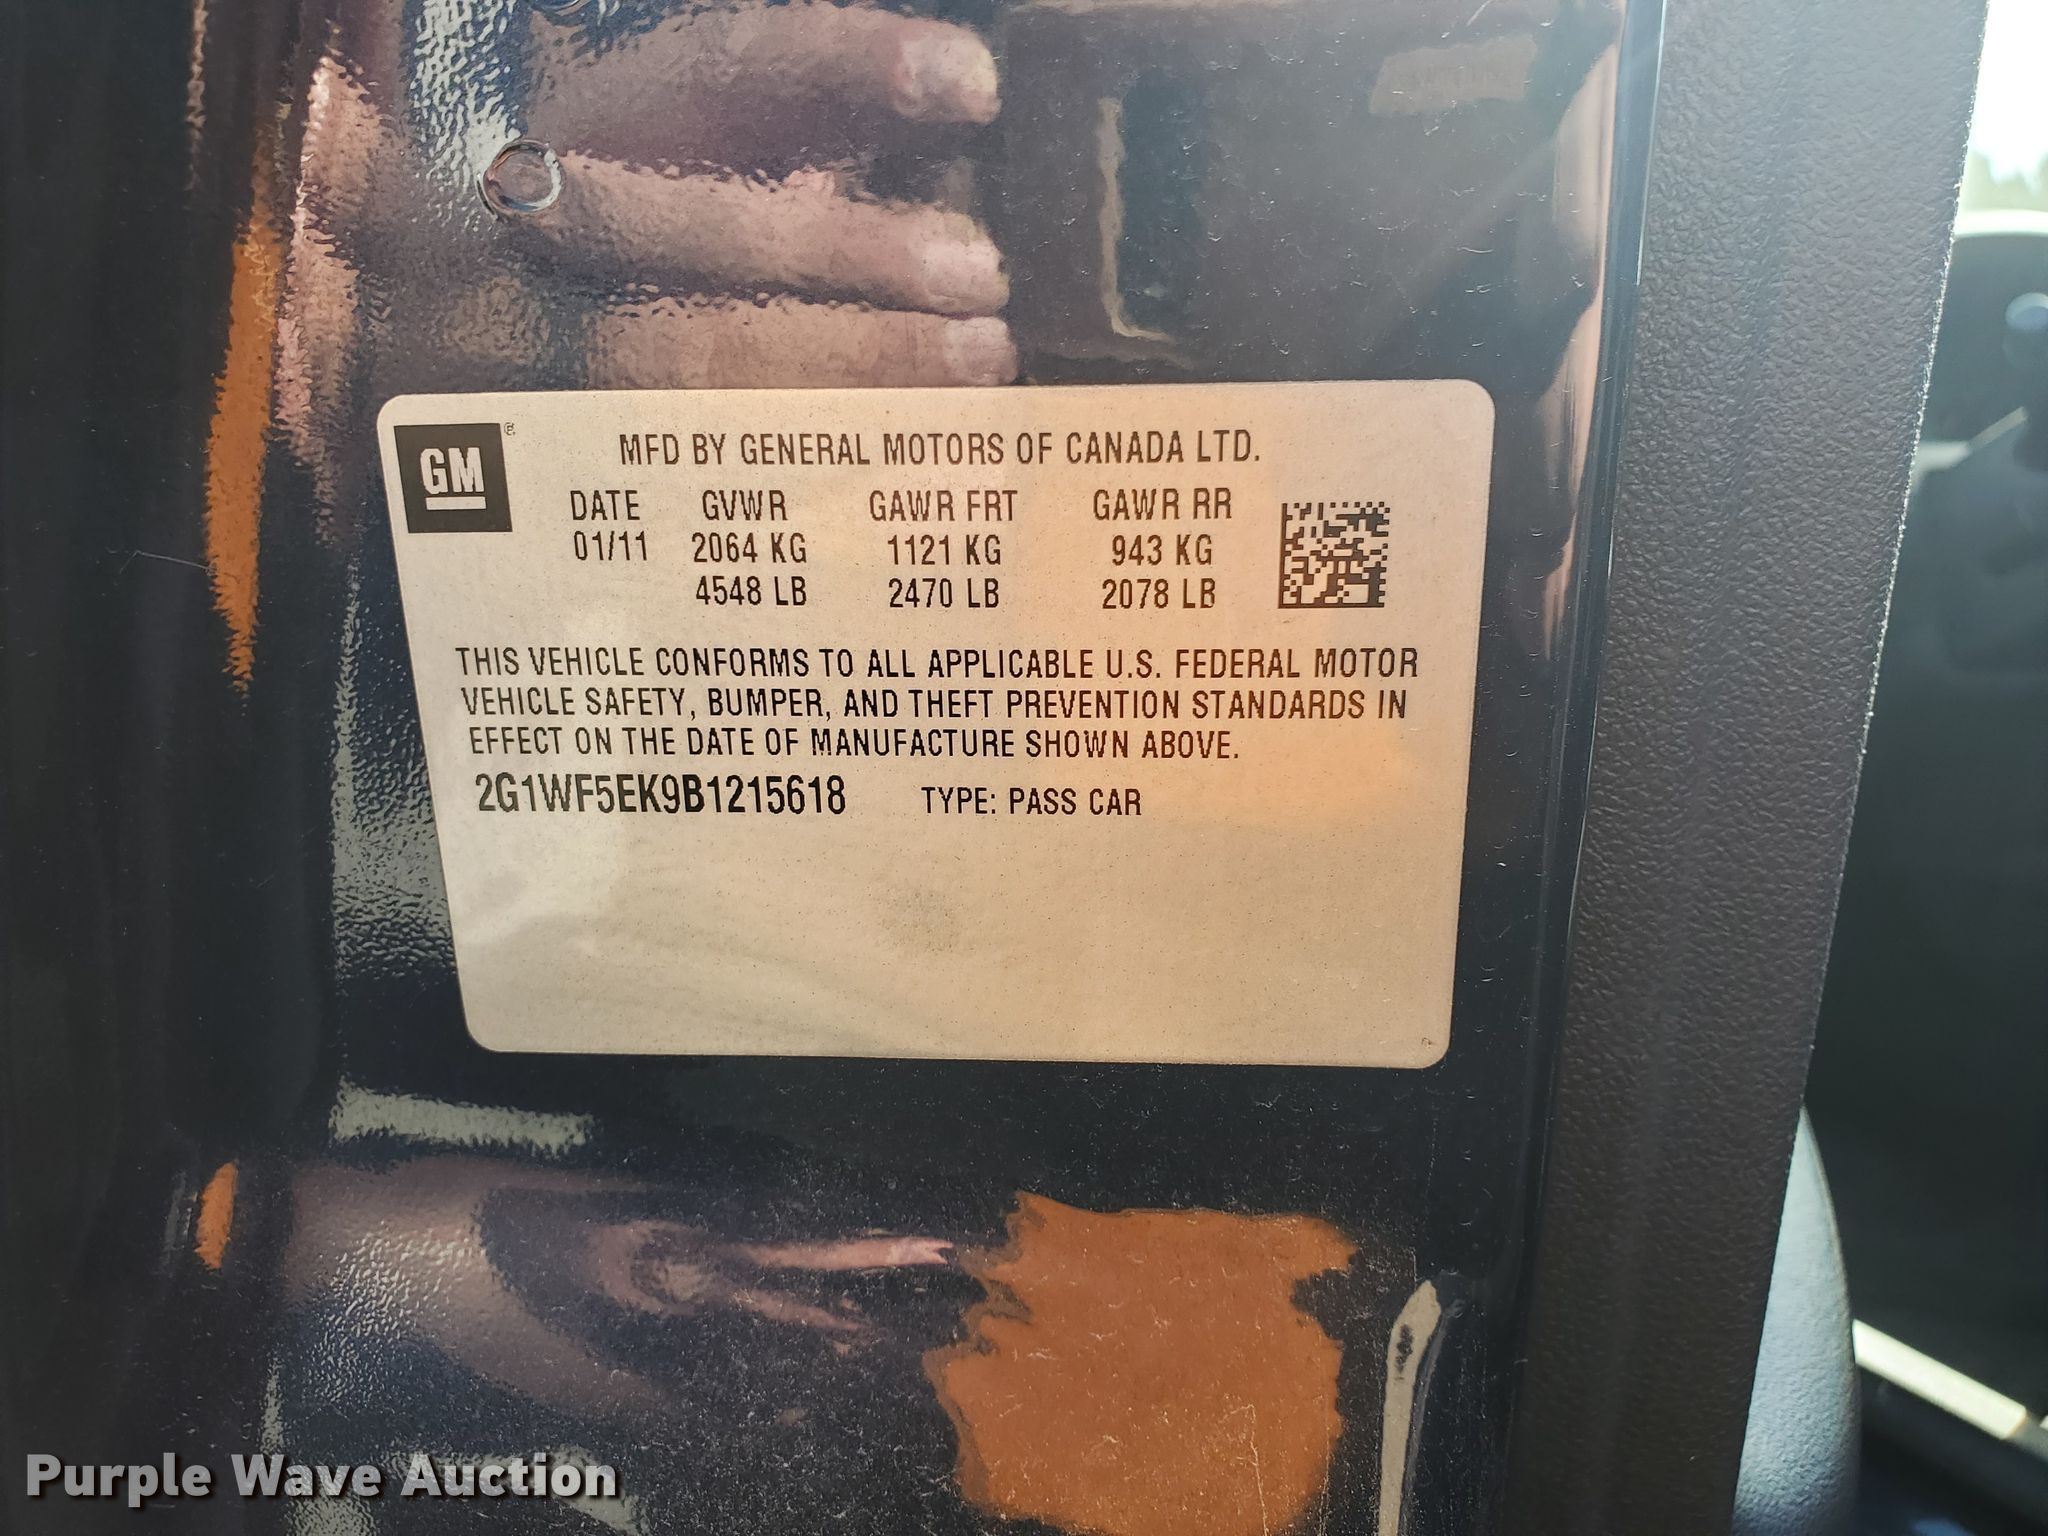 GM ®
MFD BY GENERAL MOTORS OF CANADA LTD.
DATE GVWR GAWR FRT GAWR RR
01/11 2064 KG 1121 KG 943 KG
4548 LB 2470 LB 2078 LB
THIS VEHICLE CONFORMS TO ALL APPLICABLE U.S. FEDERAL MOTOR
VEHICLE SAFETY, BUMPER, AND THEFT PREVENTION STANDARDS IN
EFFECT ON THE DATE OF MANUFACTURE SHOWN ABOVE.
2G1WF5EK9B1215618 TYPE: PASS CAR
Purple Wave Auction